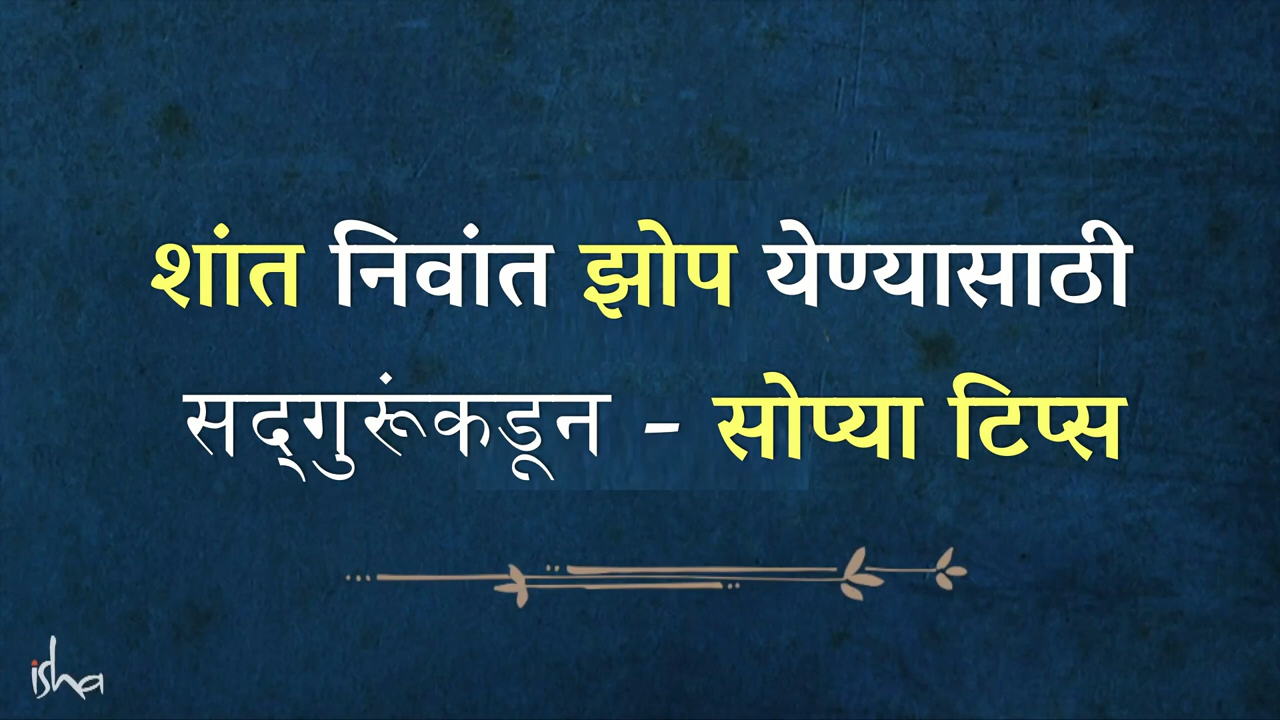 शांत निवांत झोप येण्यासाठी
सद्‌गुरूंकडून - सोप्या टिप्स
isha